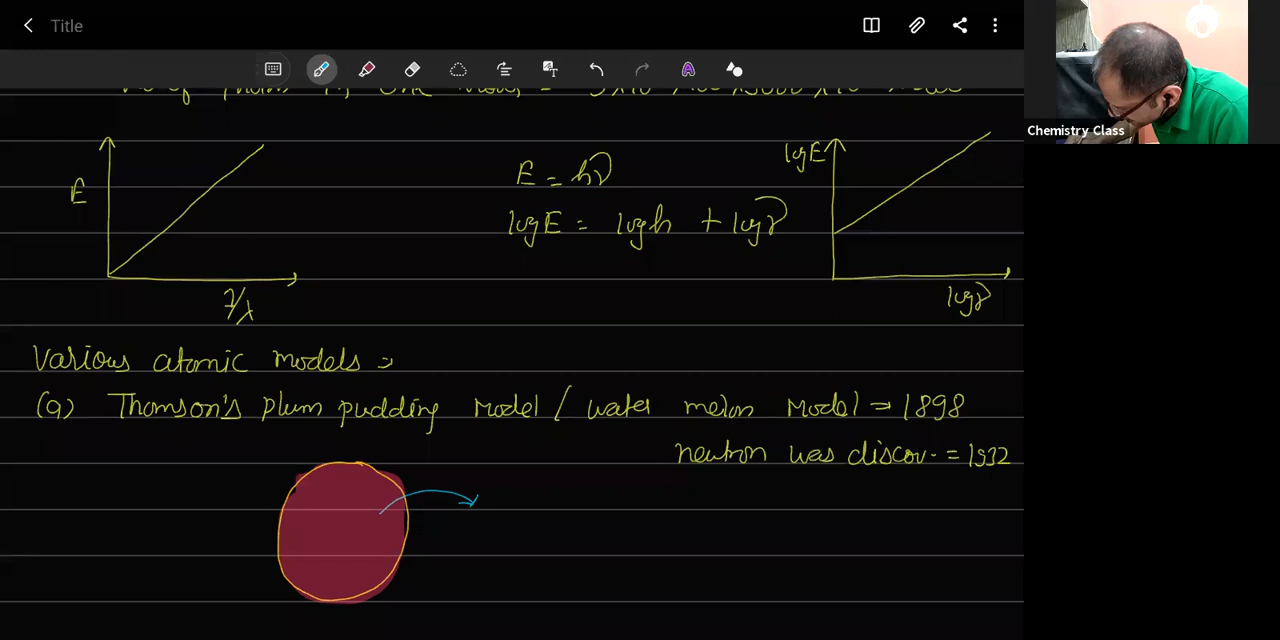 Title
Chemistry Class
E
1/λ
E = hν
log E = log h + log ν
log E
log ν
Various atomic models =>
(a) Thomson's plum pudding Model / water melon Model = 1898
neutron was discov. = 1932